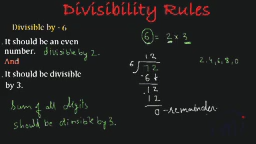 Divisibility Rules
Divisible by - 6
. It should be an even
number. divisible by 2.
And
. It should be divisible
by 3.
Sum of all digits
should be divisible by 3.
6 = 2 x 3
12
6 72
-6↓
12
12
0 → remainder
2, 4, 6, 8, 0